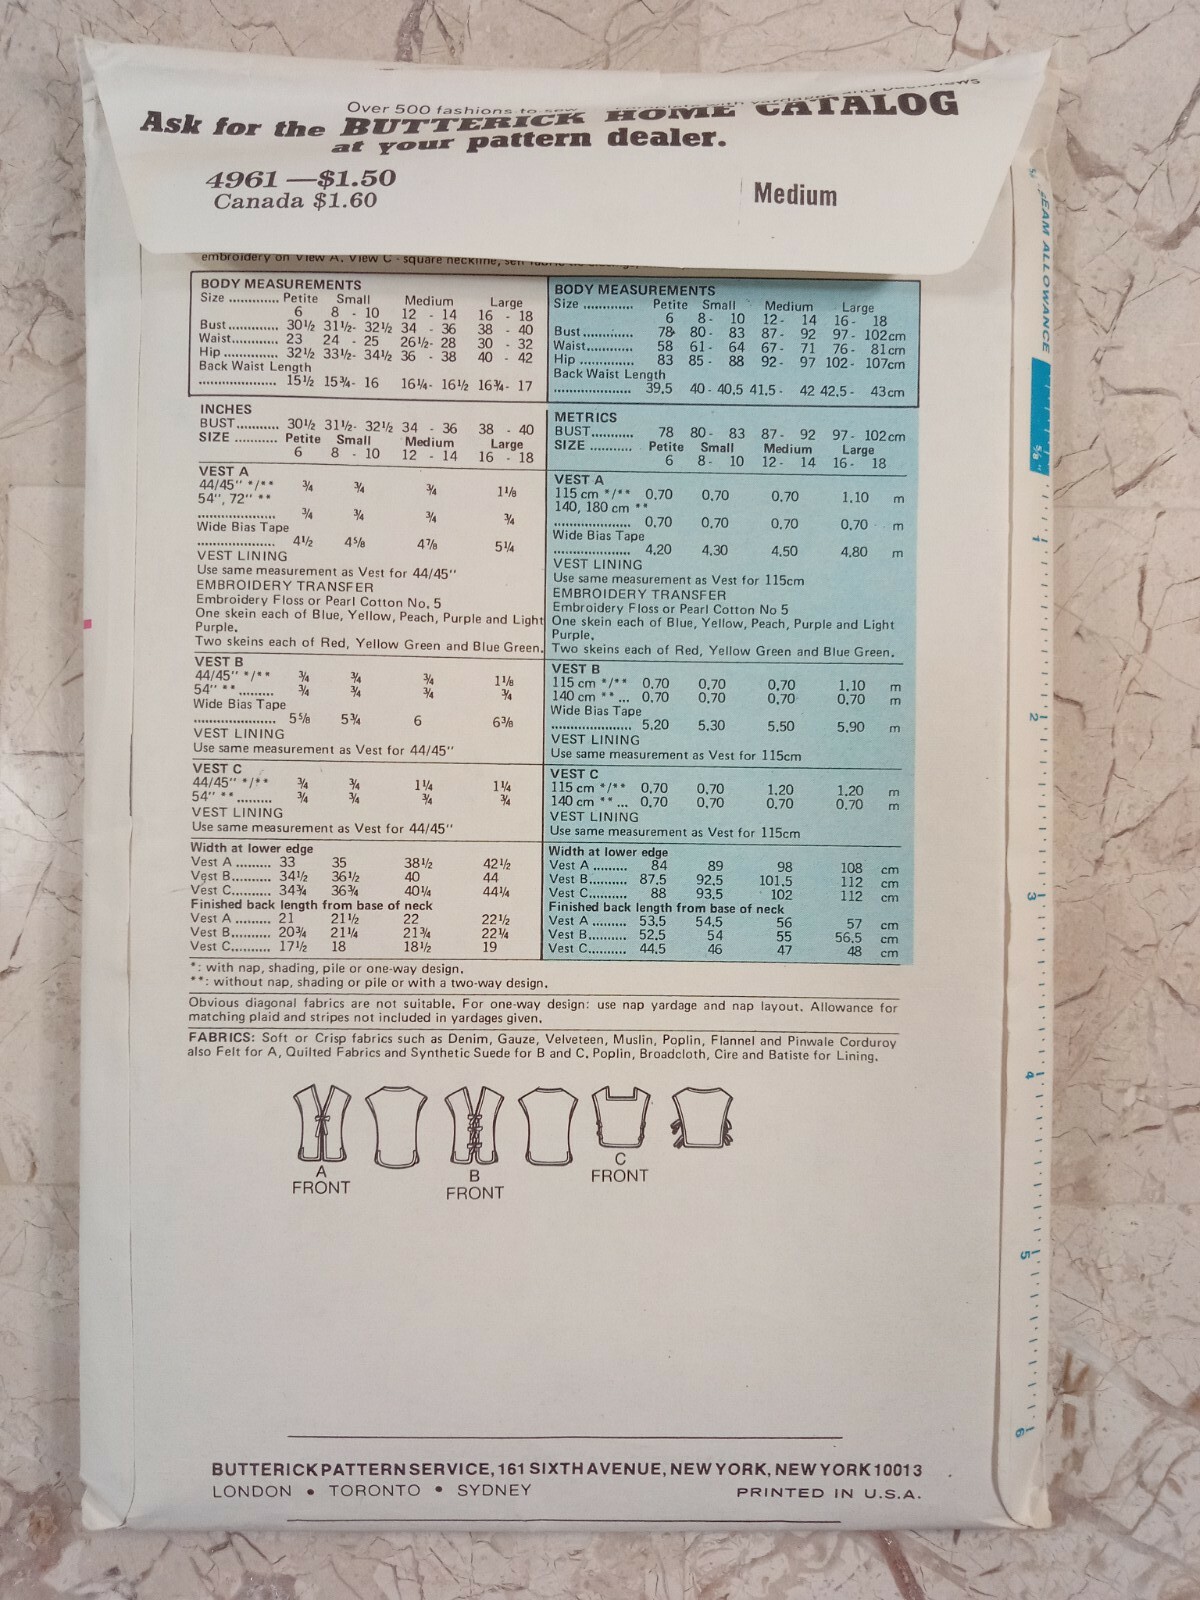 Over 500 fashions to sew
Ask for the BUTTERICK HOME CATALOG
at your pattern dealer.
4961 —$1.50
Canada $1.60
Medium
embroidery on View A. View C - square neckline, self
BODY MEASUREMENTS
Size ............. Petite Small Medium Large
6 8 - 10 12 - 14 16 - 18
Bust............ 30½ 31½- 32½ 34 - 36 38 - 40
Waist............ 23 24 - 25 26½- 28 30 - 32
Hip ............. 32½ 33½- 34½ 36 - 38 40 - 42
Back Waist Length
................... 15½ 15¾- 16 16¼- 16½ 16¾- 17
INCHES
BUST........... 30½ 31½- 32½ 34 - 36 38 - 40
SIZE ........... Petite Small Medium Large
6 8 - 10 12 - 14 16 - 18
VEST A
44/45" */** ¾ ¾ ¾ 1⅛
54", 72" **
................... ¾ ¾ ¾ ¾
Wide Bias Tape
................... 4½ 4⅝ 4⅞ 5¼
VEST LINING
Use same measurement as Vest for 44/45"
EMBROIDERY TRANSFER
Embroidery Floss or Pearl Cotton No. 5
One skein each of Blue, Yellow, Peach, Purple and Light
Purple.
Two skeins each of Red, Yellow Green and Blue Green.
VEST B
44/45" */** ¾ ¾ ¾ 1⅛
54" ** ......... ¾ ¾ ¾ ¾
Wide Bias Tape
................... 5⅝ 5¾ 6 6⅜
VEST LINING
Use same measurement as Vest for 44/45"
VEST C
44/45" */** ¾ ¾ 1¼ 1¼
54" ** ......... ¾ ¾ ¾ ¾
VEST LINING
Use same measurement as Vest for 44/45"
Width at lower edge
Vest A ......... 33 35 38½ 42½
Vest B.......... 34½ 36½ 40 44
Vest C.......... 34¾ 36¾ 40¼ 44¼
Finished back length from base of neck
Vest A ......... 21 21½ 22 22½
Vest B.......... 20¾ 21¼ 21¾ 22¼
Vest C.......... 17½ 18 18½ 19
BODY MEASUREMENTS
Size ............. Petite Small Medium Large
6 8 - 10 12 - 14 16 - 18
Bust............ 78 80 - 83 87 - 92 97 - 102cm
Waist............ 58 61 - 64 67 - 71 76 - 81cm
Hip ............. 83 85 - 88 92 - 97 102 - 107cm
Back Waist Length
................... 39.5 40 - 40.5 41.5 - 42 42.5 - 43cm
METRICS
BUST........... 78 80 - 83 87 - 92 97 - 102cm
SIZE ........... Petite Small Medium Large
6 8 - 10 12 - 14 16 - 18
VEST A
115 cm */** 0.70 0.70 0.70 1.10 m
140, 180 cm **
................... 0.70 0.70 0.70 0.70 m
Wide Bias Tape
................... 4.20 4.30 4.50 4.80 m
VEST LINING
Use same measurement as Vest for 115cm
EMBROIDERY TRANSFER
Embroidery Floss or Pearl Cotton No 5
One skein each of Blue, Yellow, Peach, Purple and Light
Purple.
Two skeins each of Red, Yellow Green and Blue Green.
VEST B
115 cm */** 0.70 0.70 0.70 1.10 m
140 cm ** ... 0.70 0.70 0.70 0.70 m
Wide Bias Tape
................... 5.20 5.30 5.50 5.90 m
VEST LINING
Use same measurement as Vest for 115cm
VEST C
115 cm */** 0.70 0.70 1.20 1.20 m
140 cm ** ... 0.70 0.70 0.70 0.70 m
VEST LINING
Use same measurement as Vest for 115cm
Width at lower edge
Vest A ......... 84 89 98 108 cm
Vest B.......... 87.5 92.5 101.5 112 cm
Vest C.......... 88 93.5 102 112 cm
Finished back length from base of neck
Vest A ......... 53.5 54.5 56 57 cm
Vest B.......... 52.5 54 55 56.5 cm
Vest C.......... 44.5 46 47 48 cm
*: with nap, shading, pile or one-way design.
**: without nap, shading or pile or with a two-way design.
Obvious diagonal fabrics are not suitable. For one-way design: use nap yardage and nap layout. Allowance for
matching plaid and stripes not included in yardages given.
FABRICS: Soft or Crisp fabrics such as Denim, Gauze, Velveteen, Muslin, Poplin, Flannel and Pinwale Corduroy
also Felt for A, Quilted Fabrics and Synthetic Suede for B and C. Poplin, Broadcloth, Cire and Batiste for Lining.
A
FRONT
B
FRONT
C
FRONT
BUTTERICK PATTERN SERVICE, 161 SIXTH AVENUE, NEW YORK, NEW YORK 10013
LONDON • TORONTO • SYDNEY
PRINTED IN U.S.A.
SEAM ALLOWANCE
⅝"
1
2
3
4
5
6